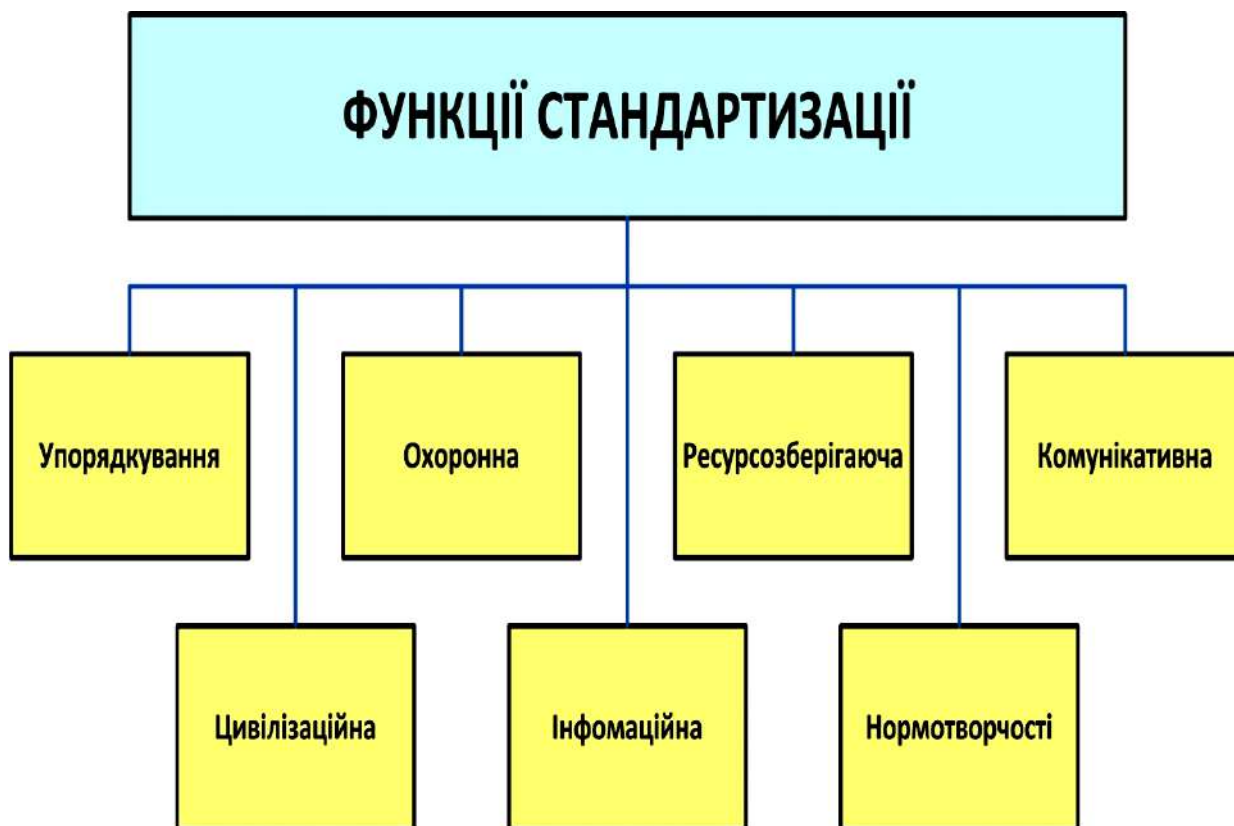 ФУНКЦІЇ СТАНДАРТИЗАЦІЇ
Упорядкування
Охоронна
Ресурсозберігаюча
Комунікативна
Цивілізаційна
Інфомаційна
Нормотворчості